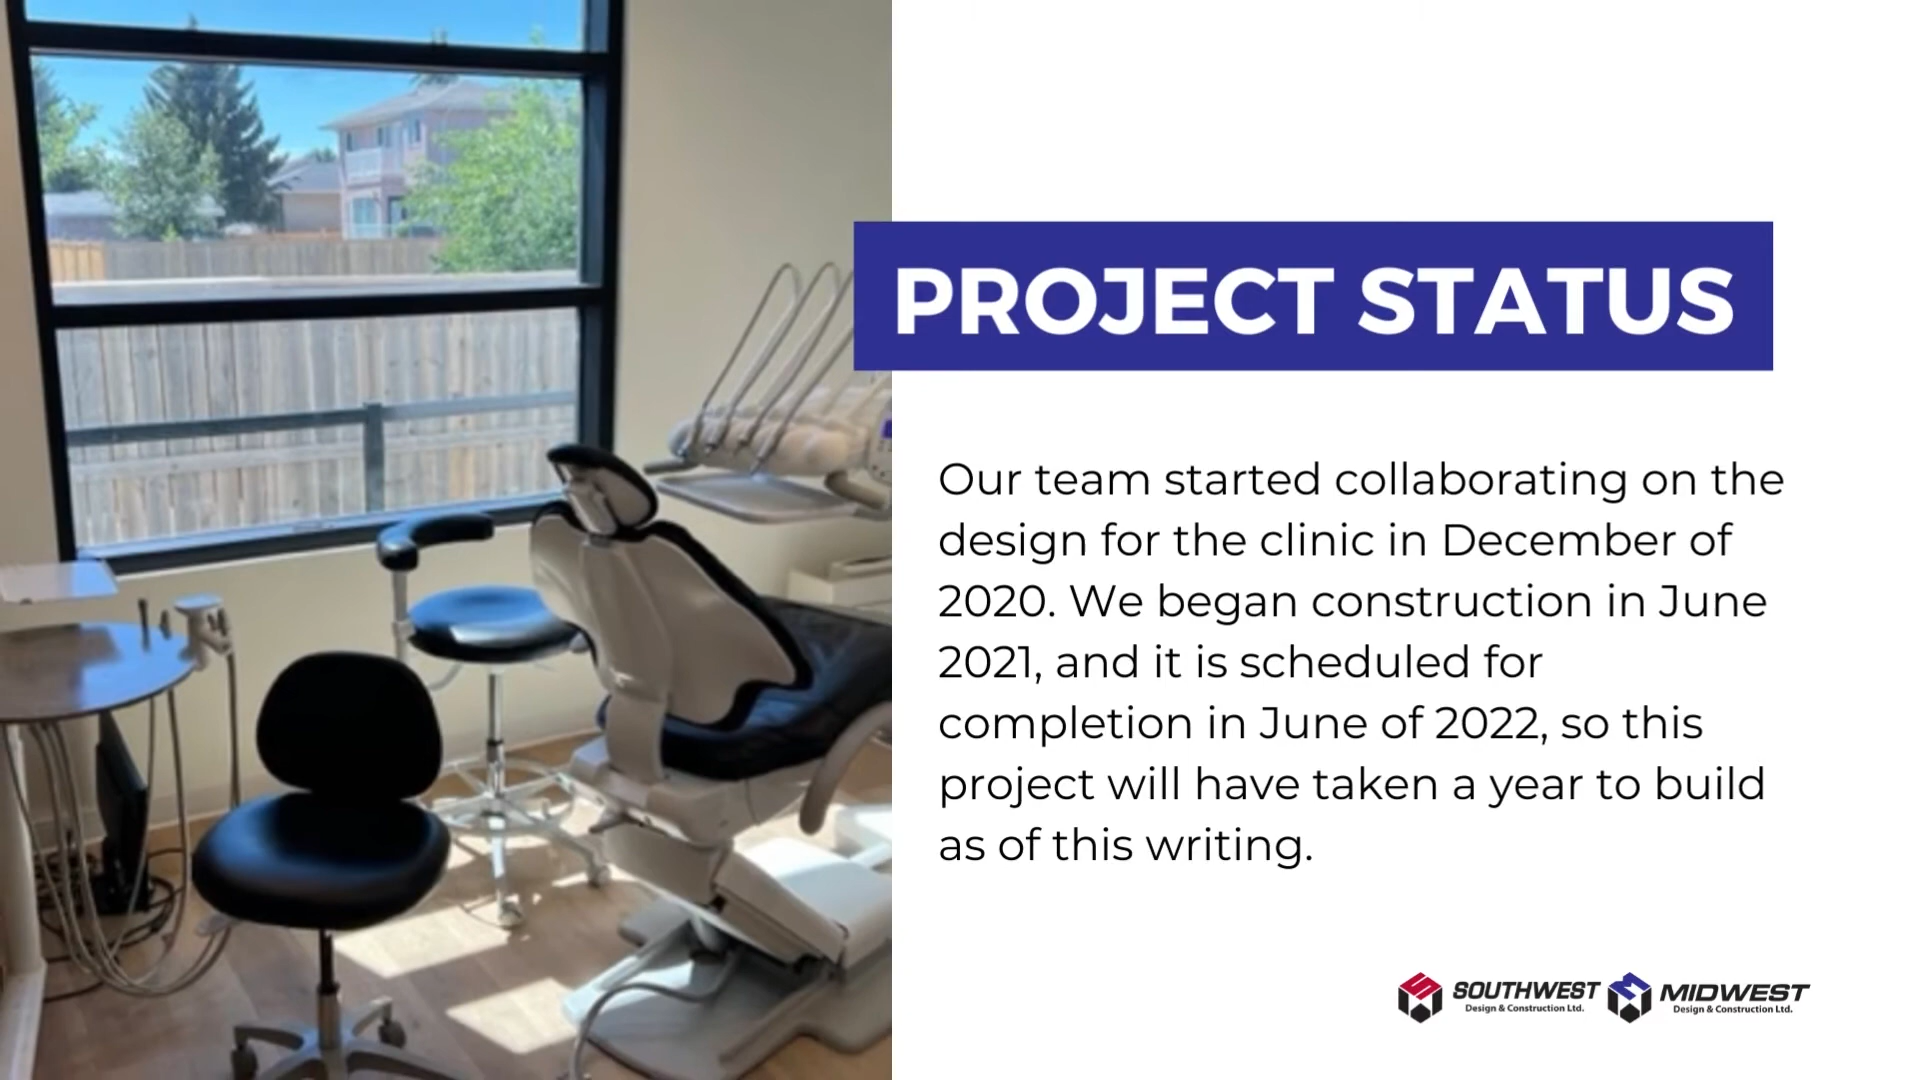 PROJECT STATUS
Our team started collaborating on the
design for the clinic in December of
2020. We began construction in June
2021, and it is scheduled for
completion in June of 2022, so this
project will have taken a year to build
as of this writing.
SOUTHWEST
Design & Construction Ltd.
MIDWEST
Design & Construction Ltd.